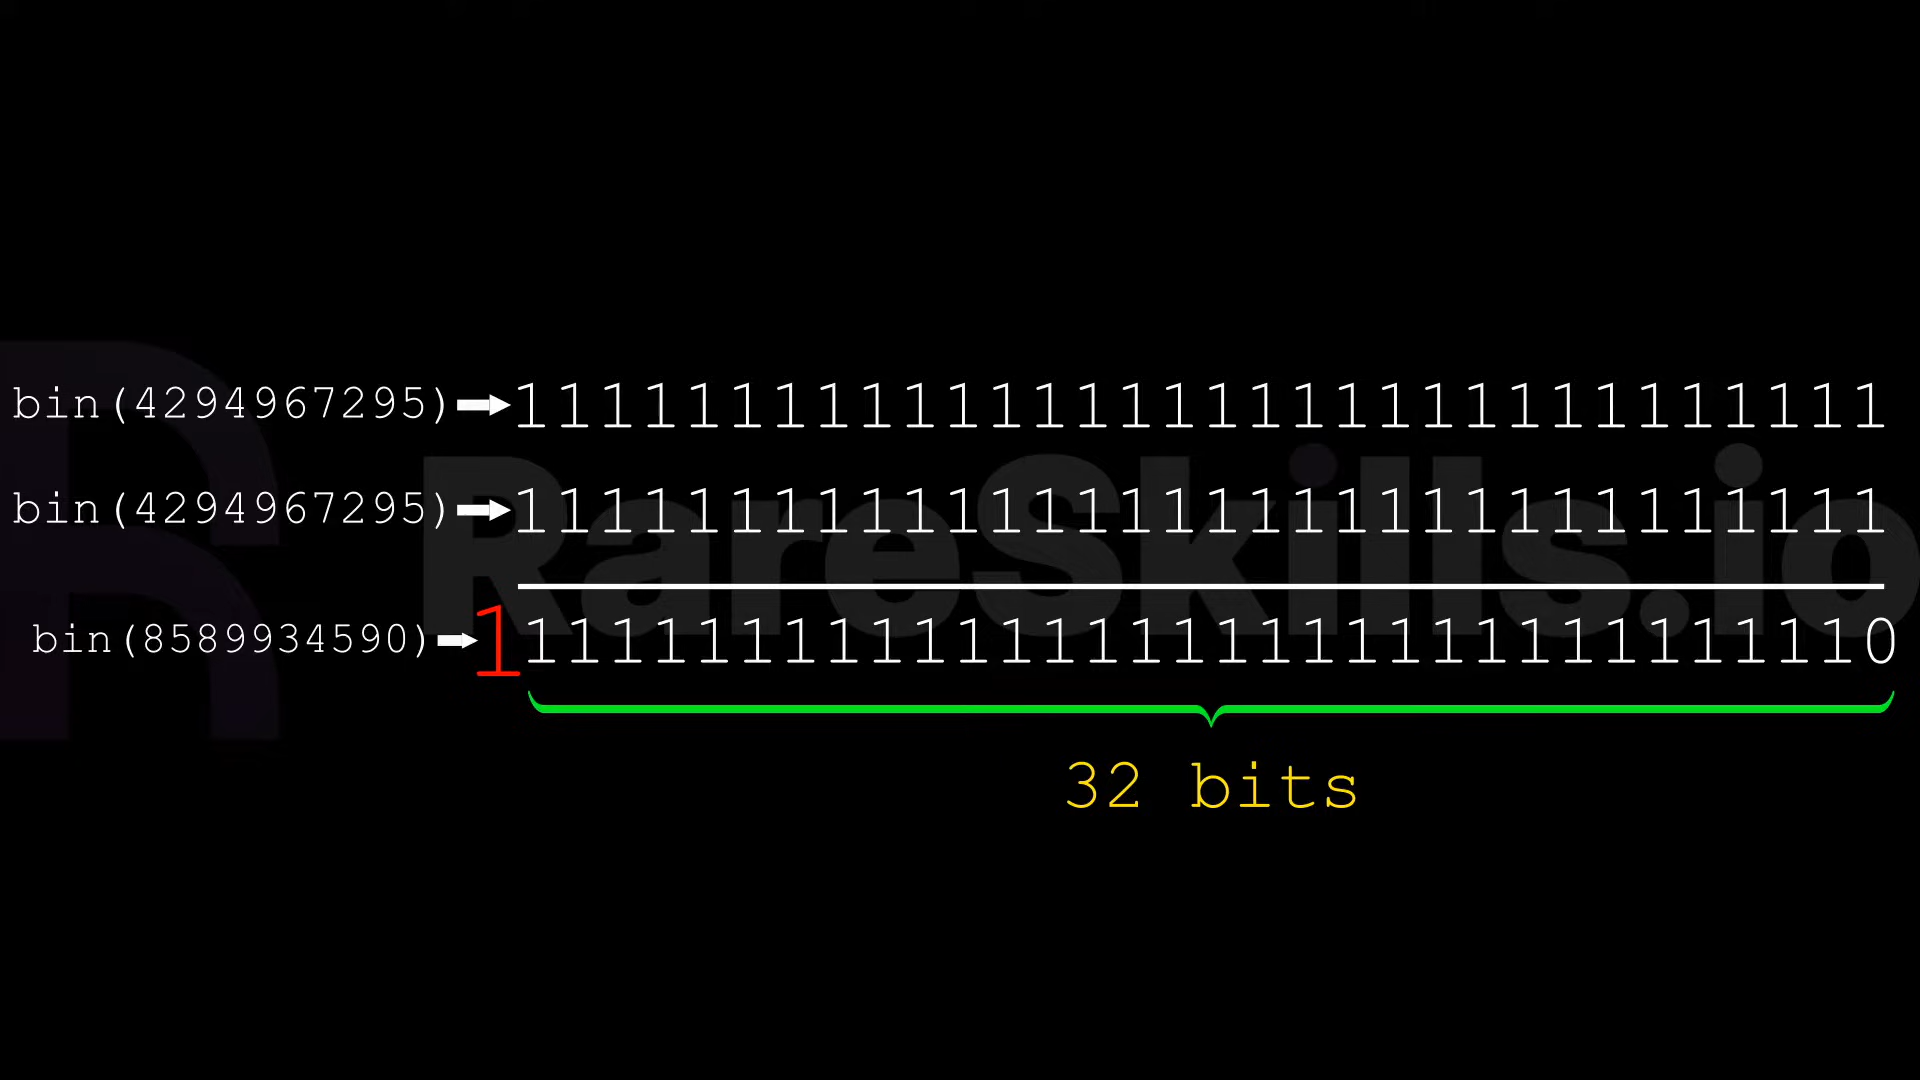 bin(4294967295)➡11111111111111111111111111111111
bin(4294967295)➡11111111111111111111111111111111
RareSkills.io
bin(8589934590)➡111111111111111111111111111111110
32 bits